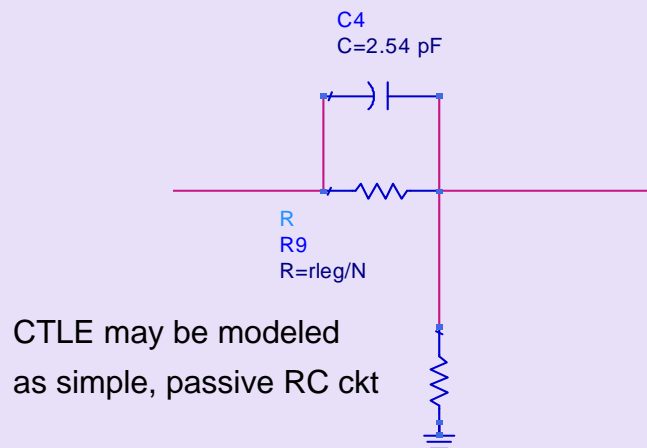 C4
C=2.54 pF
R
R9
R=rleg/N
CTLE may be modeled
as simple, passive RC ckt